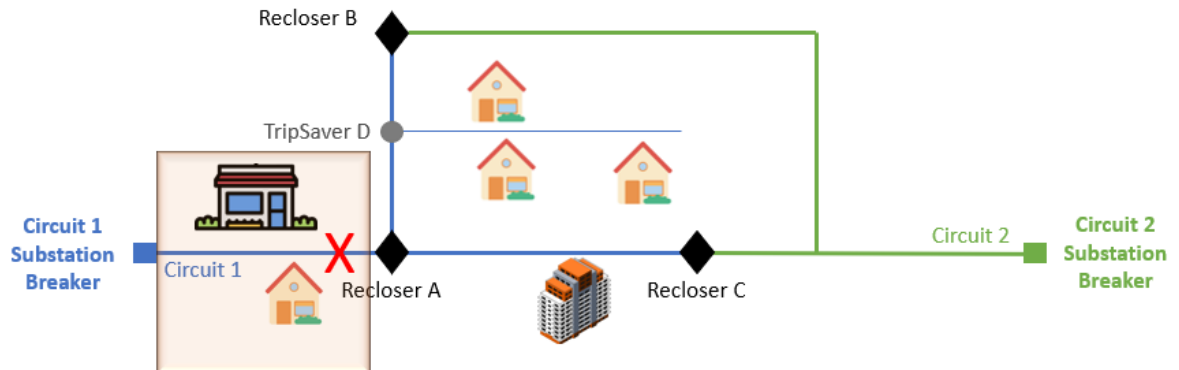 Recloser B
TripSaver D
Circuit 1
Substation
Breaker
Circuit 1
X
Recloser A
Recloser C
Circuit 2
Circuit 2
Substation
Breaker